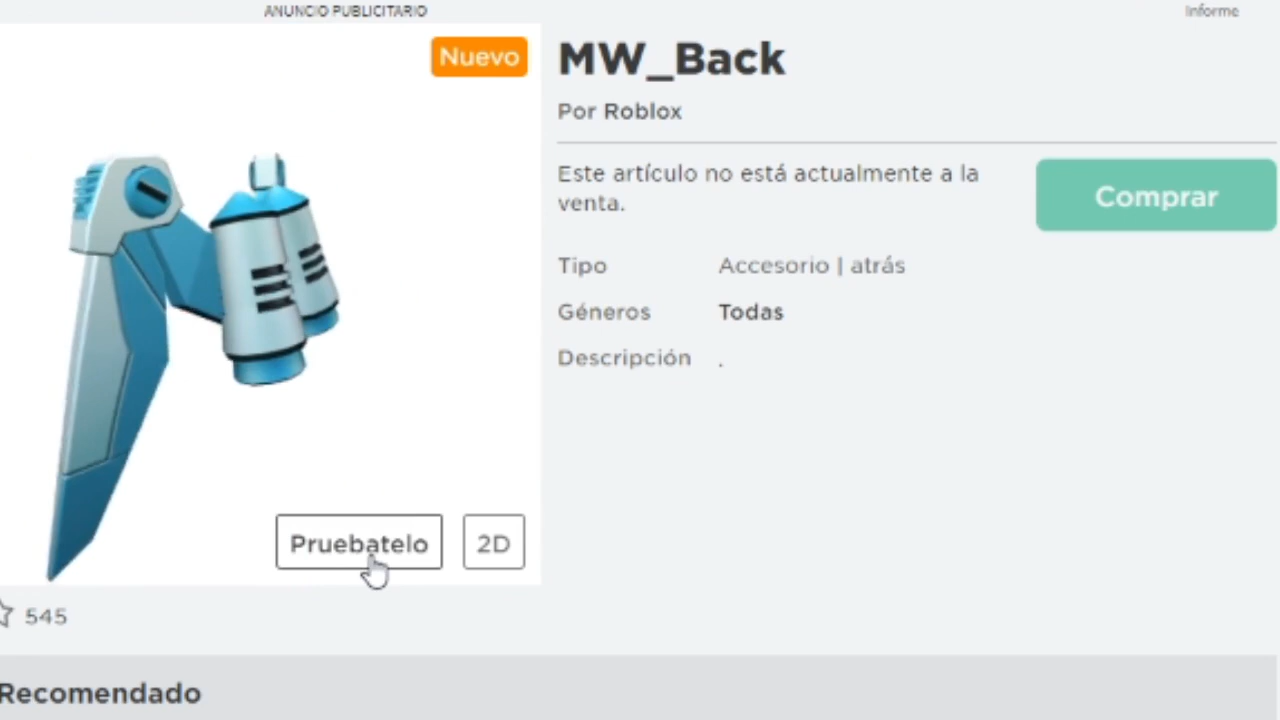 ANUNCIO PUBLICITARIO
Informe
Nuevo
MW_Back
Por Roblox
Este artículo no está actualmente a la
venta.
Comprar
Tipo Accesorio | atrás
Géneros Todas
Descripción .
Pruebatelo
2D
545
Recomendado